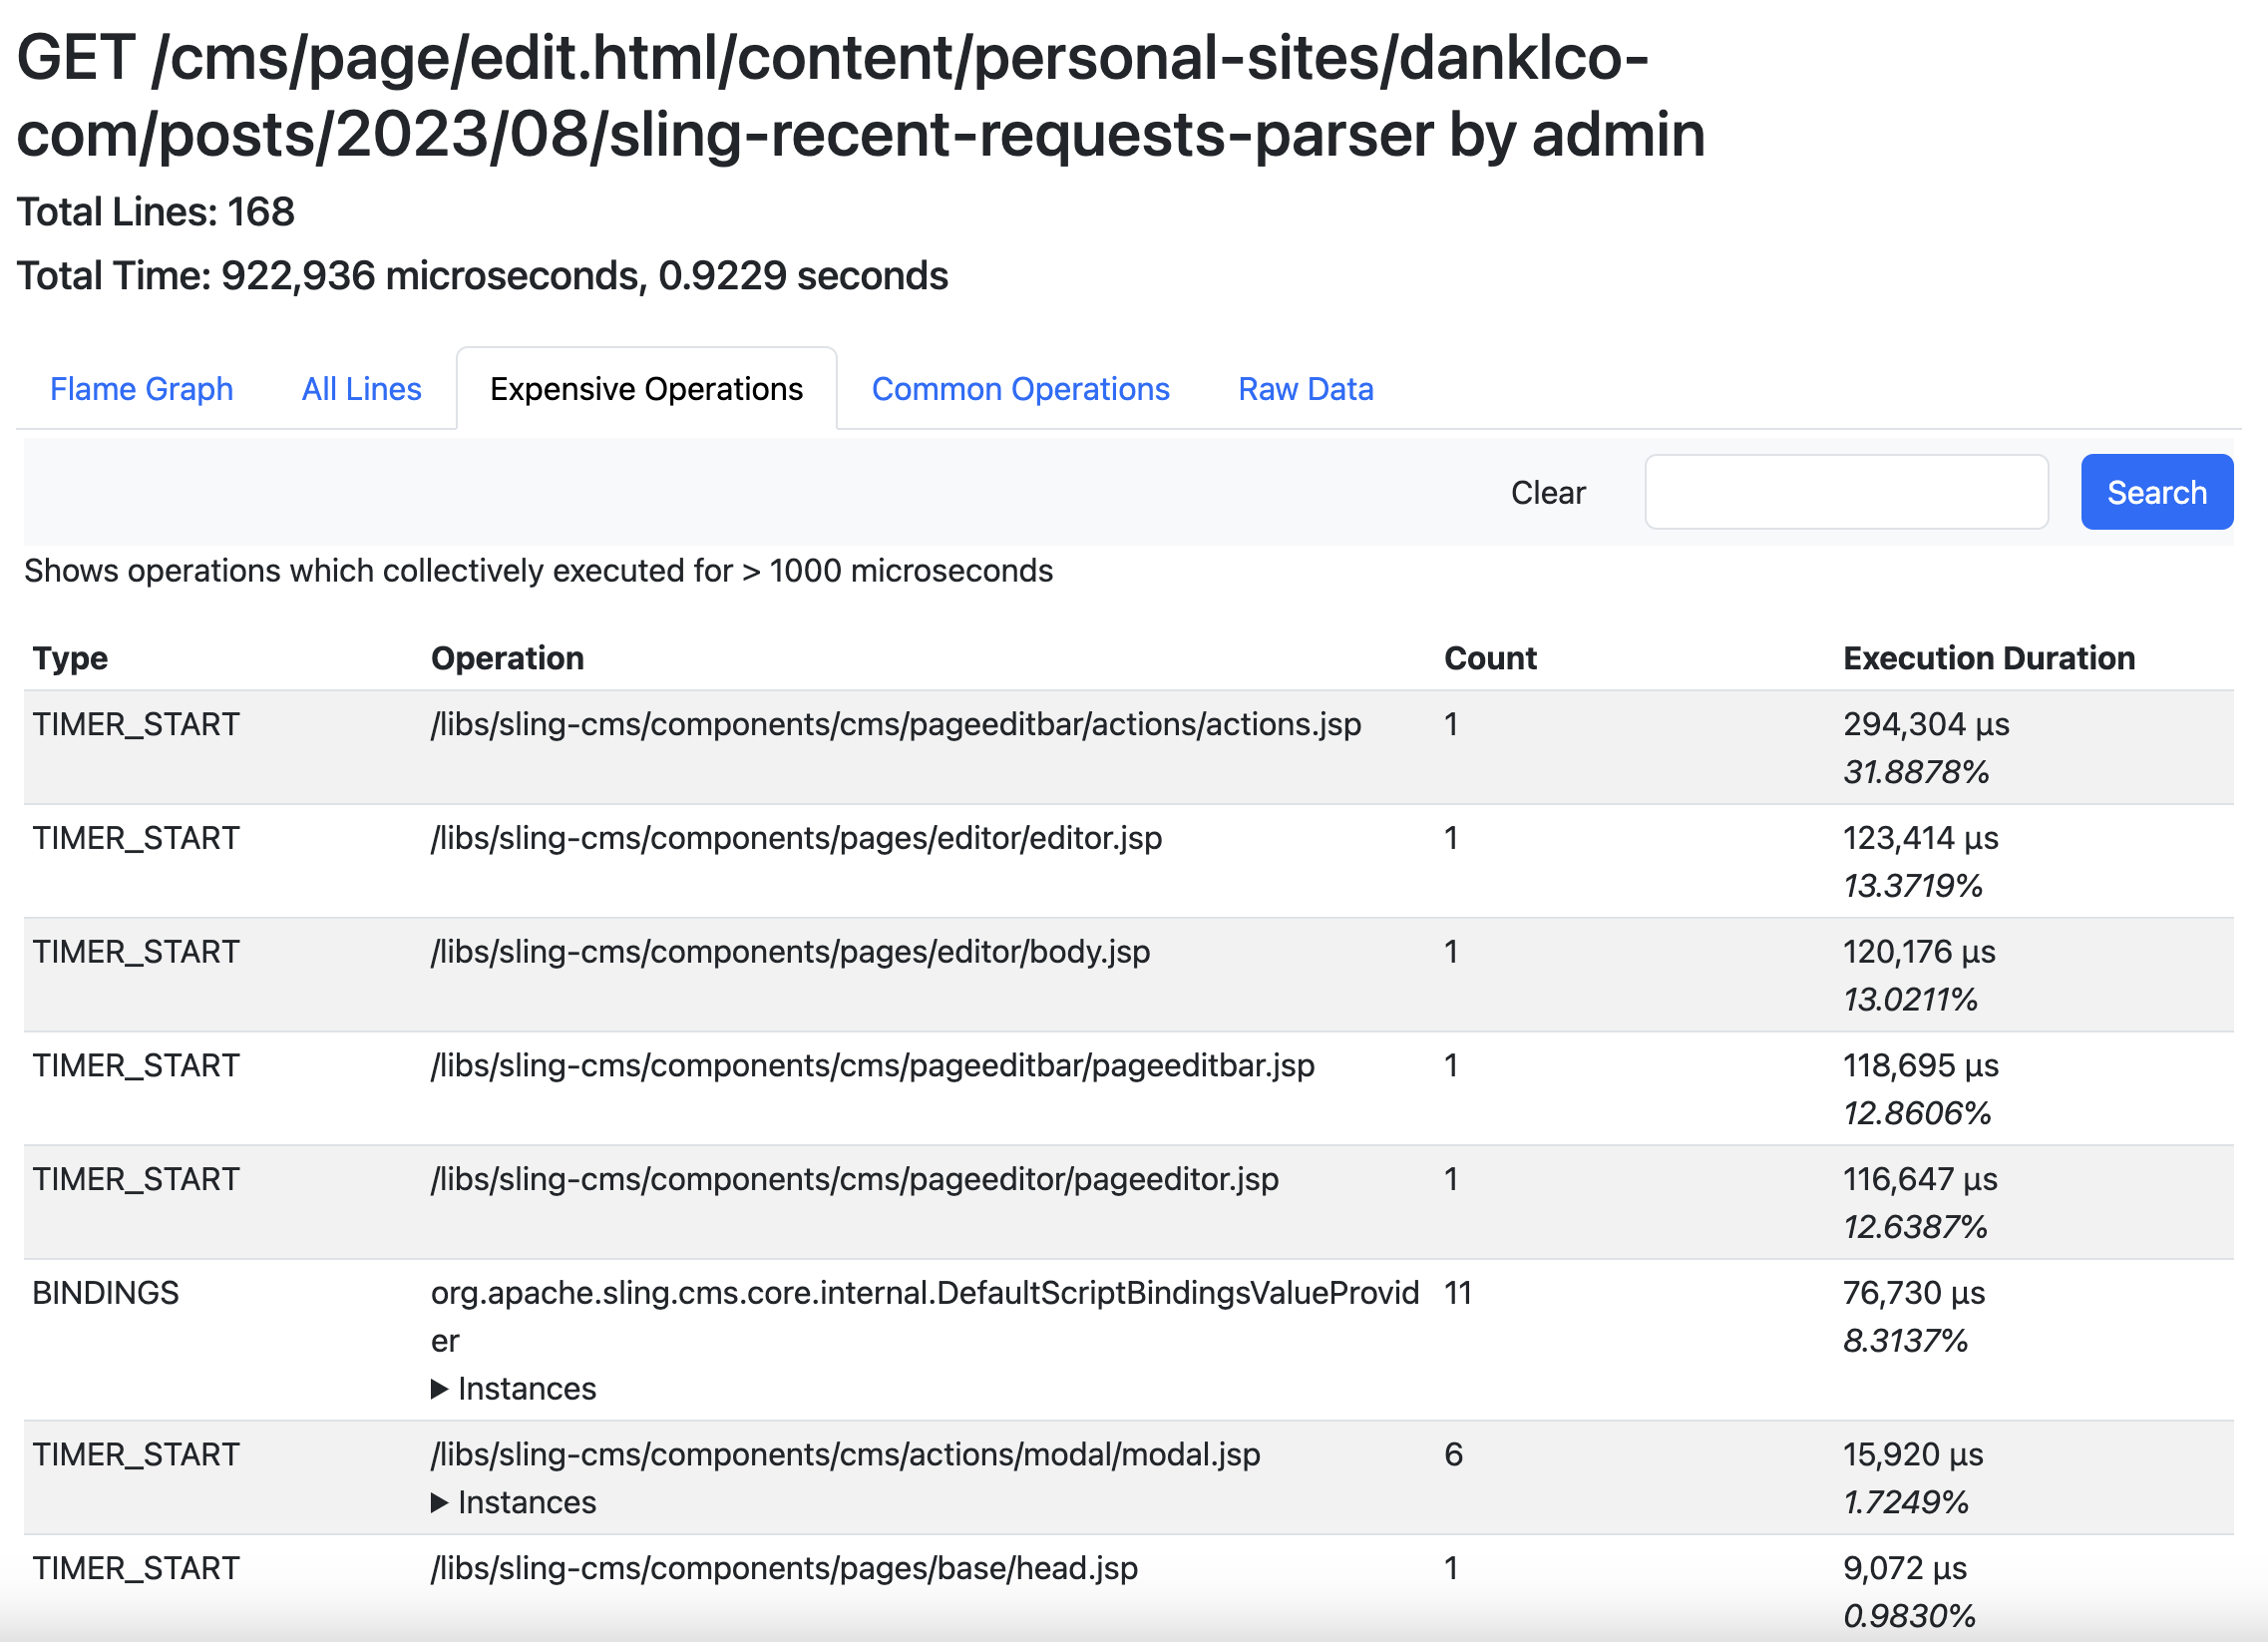 GET /cms/page/edit.html/content/personal-sites/danklco-
com/posts/2023/08/sling-recent-requests-parser by admin
Total Lines: 168
Total Time: 922,936 microseconds, 0.9229 seconds
Flame Graph All Lines Expensive Operations Common Operations Raw Data
Clear Search
Shows operations which collectively executed for > 1000 microseconds
Type Operation Count Execution Duration
TIMER_START /libs/sling-cms/components/cms/pageeditbar/actions/actions.jsp 1 294,304 µs
31.8878%
TIMER_START /libs/sling-cms/components/pages/editor/editor.jsp 1 123,414 µs
13.3719%
TIMER_START /libs/sling-cms/components/pages/editor/body.jsp 1 120,176 µs
13.0211%
TIMER_START /libs/sling-cms/components/cms/pageeditbar/pageeditbar.jsp 1 118,695 µs
12.8606%
TIMER_START /libs/sling-cms/components/cms/pageeditor/pageeditor.jsp 1 116,647 µs
12.6387%
BINDINGS org.apache.sling.cms.core.internal.DefaultScriptBindingsValueProvid 11 76,730 µs
er 8.3137%
▶ Instances
TIMER_START /libs/sling-cms/components/cms/actions/modal/modal.jsp 6 15,920 µs
▶ Instances 1.7249%
TIMER_START /libs/sling-cms/components/pages/base/head.jsp 1 9,072 µs
0.9830%